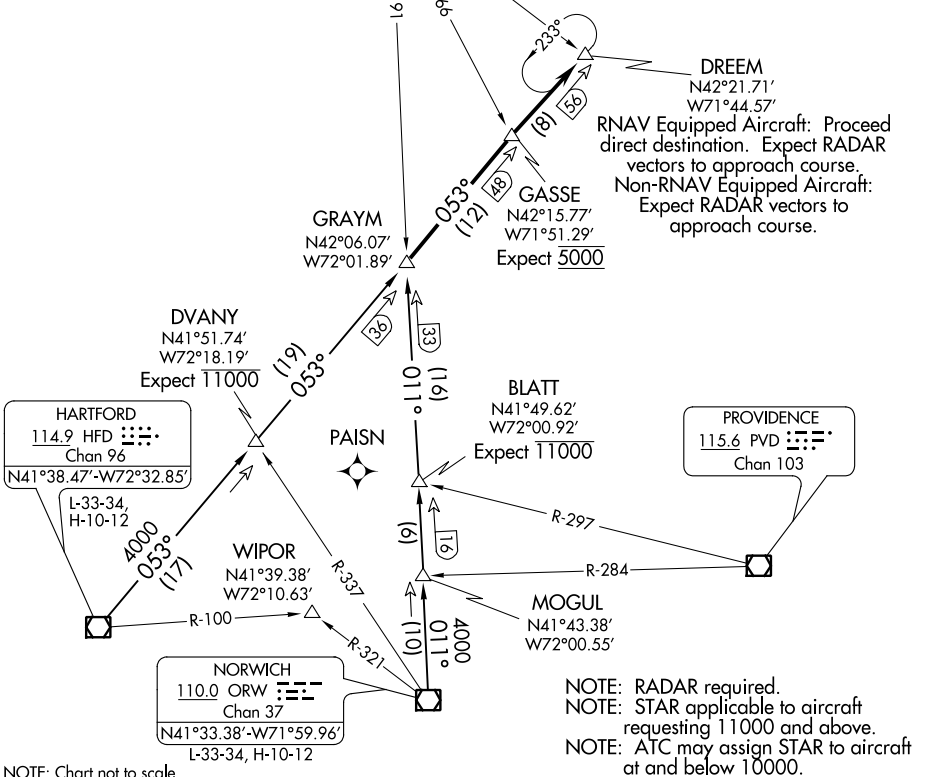 91
66
233°
DREEM
N42°21.71'
W71°44.57'
RNAV Equipped Aircraft: Proceed
direct destination. Expect RADAR
vectors to approach course.
Non-RNAV Equipped Aircraft:
Expect RADAR vectors to
approach course.
56
(8)
48
GASSE
N42°15.77'
W71°51.29'
Expect 5000
053°
(12)
GRAYM
N42°06.07'
W72°01.89'
36
33
DVANY
N41°51.74'
W72°18.19'
Expect 11000
(19)
053°
(16)
011°
BLATT
N41°49.62'
W72°00.92'
Expect 11000
HARTFORD
114.9 HFD
Chan 96
N41°38.47'-W72°32.85'
L-33-34,
H-10-12
PAISN
PROVIDENCE
115.6 PVD
Chan 103
4000
053°
(17)
WIPOR
N41°39.38'
W72°10.63'
R-337
(6)
16
R-297
R-284
R-100
R-321
MOGUL
N41°43.38'
W72°00.55'
(10)
4000
011°
NORWICH
110.0 ORW
Chan 37
N41°33.38'-W71°59.96'
L-33-34, H-10-12
NOTE: RADAR required.
NOTE: STAR applicable to aircraft
requesting 11000 and above.
NOTE: ATC may assign STAR to aircraft
at and below 10000.
NOTE: Chart not to scale